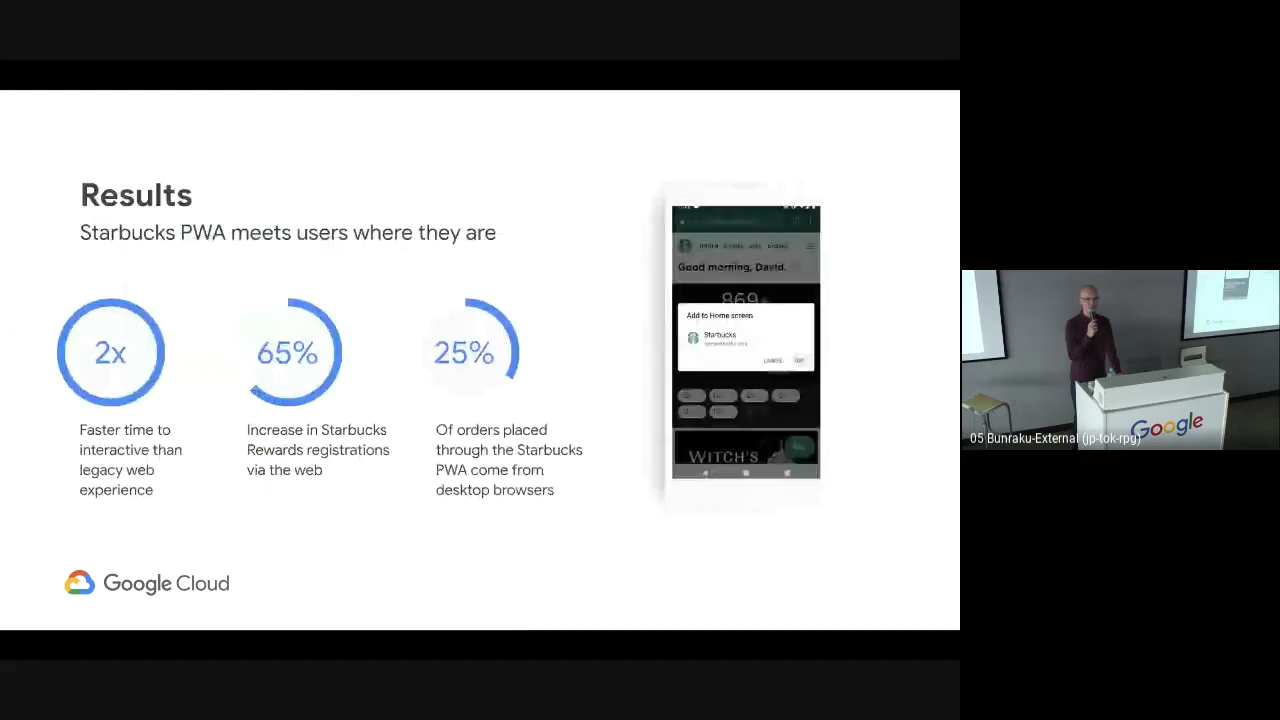 Results
Starbucks PWA meets users where they are
2x
65%
25%
Faster time to
interactive than
legacy web
experience
Increase in Starbucks
Rewards registrations
via the web
Of orders placed
through the Starbucks
PWA come from
desktop browsers
Good morning, David.
869
Add to Home screen
Starbucks
CANCEL
WITCH'S
Google Cloud
Google
05 Bunraku-External (jp-tok-rpg)